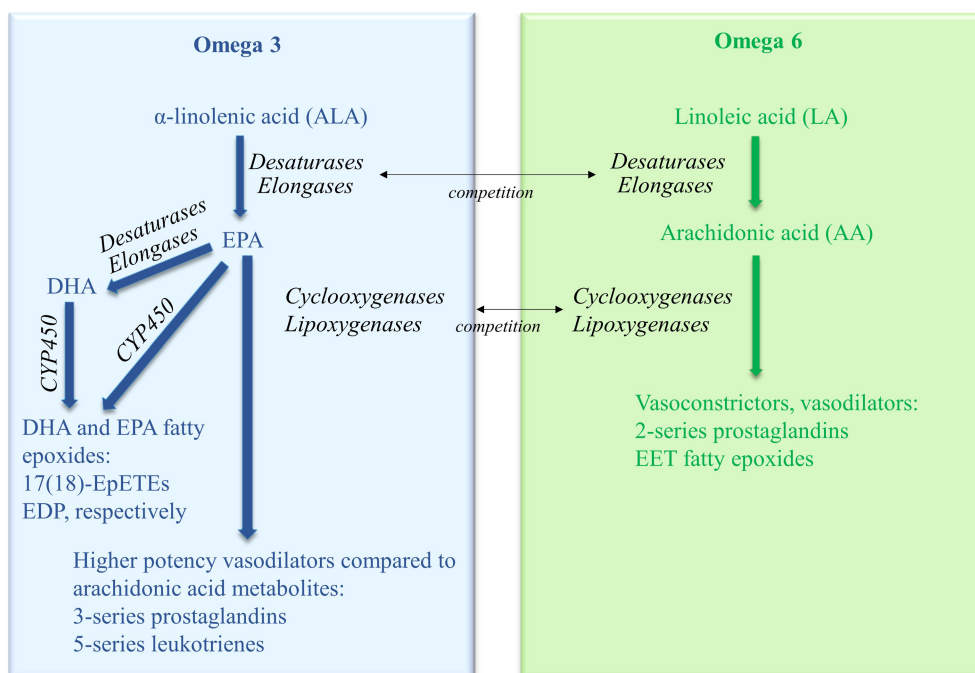 Omega 3
α-linolenic acid (ALA)
Desaturases
Elongases
EPA
Desaturases
Elongases
DHA
CYP450
CYP450
Cyclooxygenases
Lipoxygenases
DHA and EPA fatty
epoxides:
17(18)-EpETEs
EDP, respectively
Higher potency vasodilators compared to
arachidonic acid metabolites:
3-series prostaglandins
5-series leukotrienes
competition
competition
Omega 6
Linoleic acid (LA)
Desaturases
Elongases
Arachidonic acid (AA)
Cyclooxygenases
Lipoxygenases
Vasoconstrictors, vasodilators:
2-series prostaglandins
EET fatty epoxides